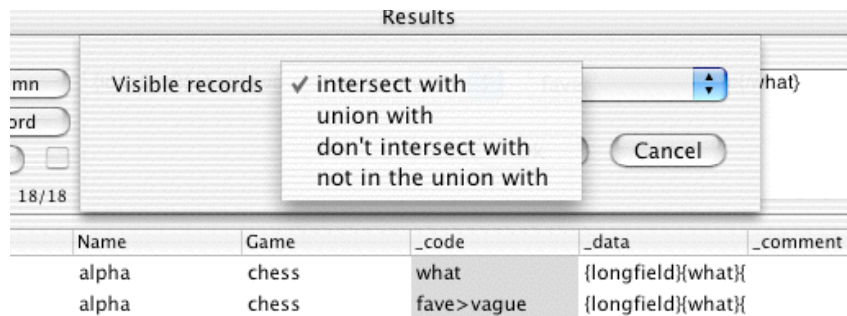 Results
mn
Visible records
✓ intersect with
union with
don't intersect with
not in the union with
what}
ord
Cancel
18/18
Name Game _code _data _comment
alpha chess what {longfield}{what}{
alpha chess fave>vague {longfield}{what}{